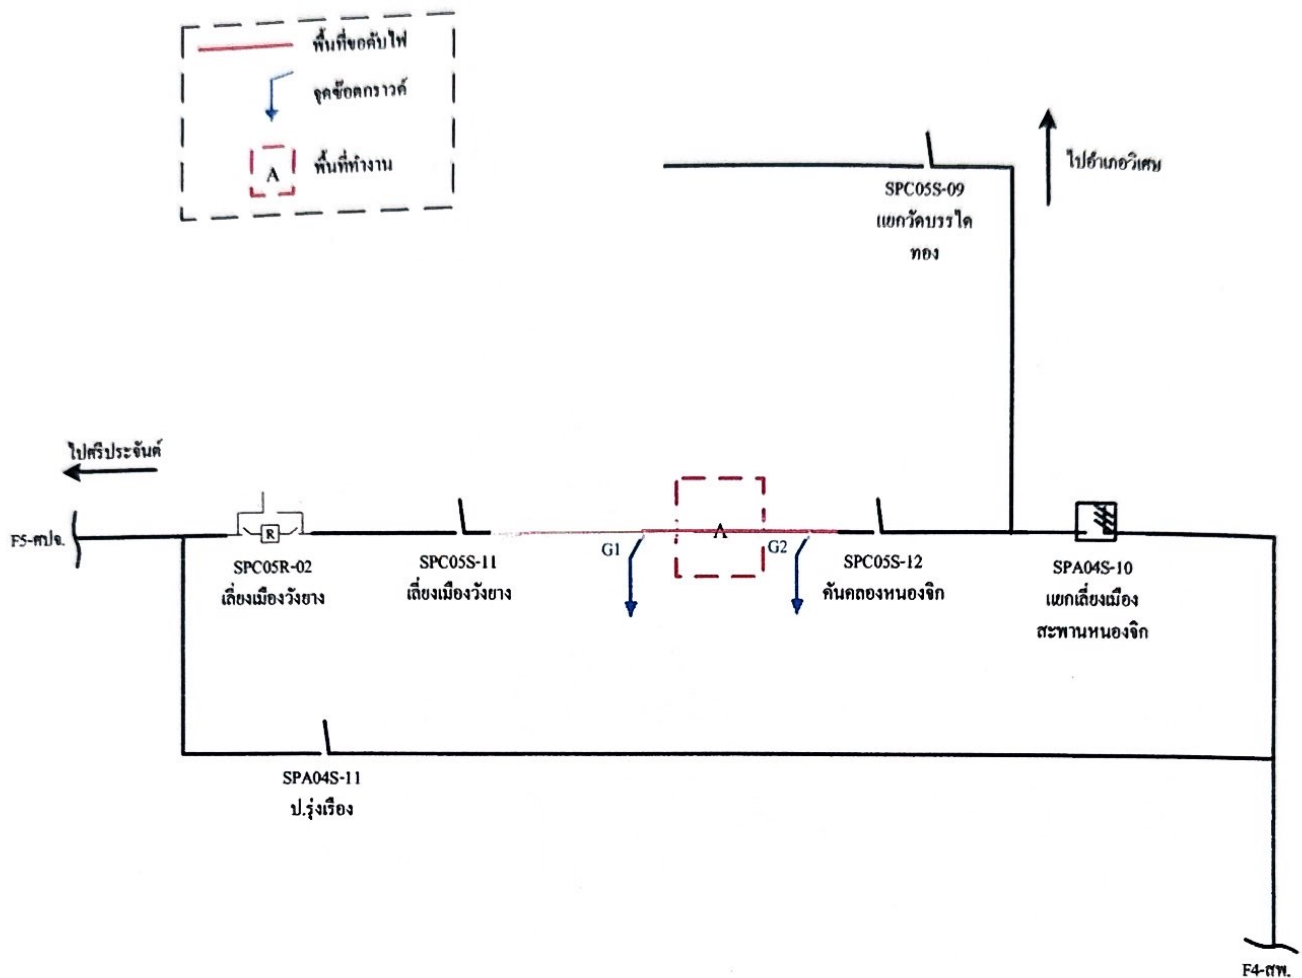 พื้นที่ขอดับไฟ
จุดช๊อตกราวด์
A
พื้นที่ทำงาน
SPC05S-09
แยกวัดบรรได
ทอง
ไปอำเภอวิเศษ
ไปศรีประจันต์
F5-ศปจ.
R
SPC05R-02
เลี่ยงเมืองวังยาง
SPC05S-11
เลี่ยงเมืองวังยาง
G1
A
G2
SPC05S-12
คันคลองหนองจิก
SPA04S-10
แยกเลี่ยงเมือง
สะพานหนองจิก
SPA04S-11
ป.รุ่งเรือง
F4-สพ.